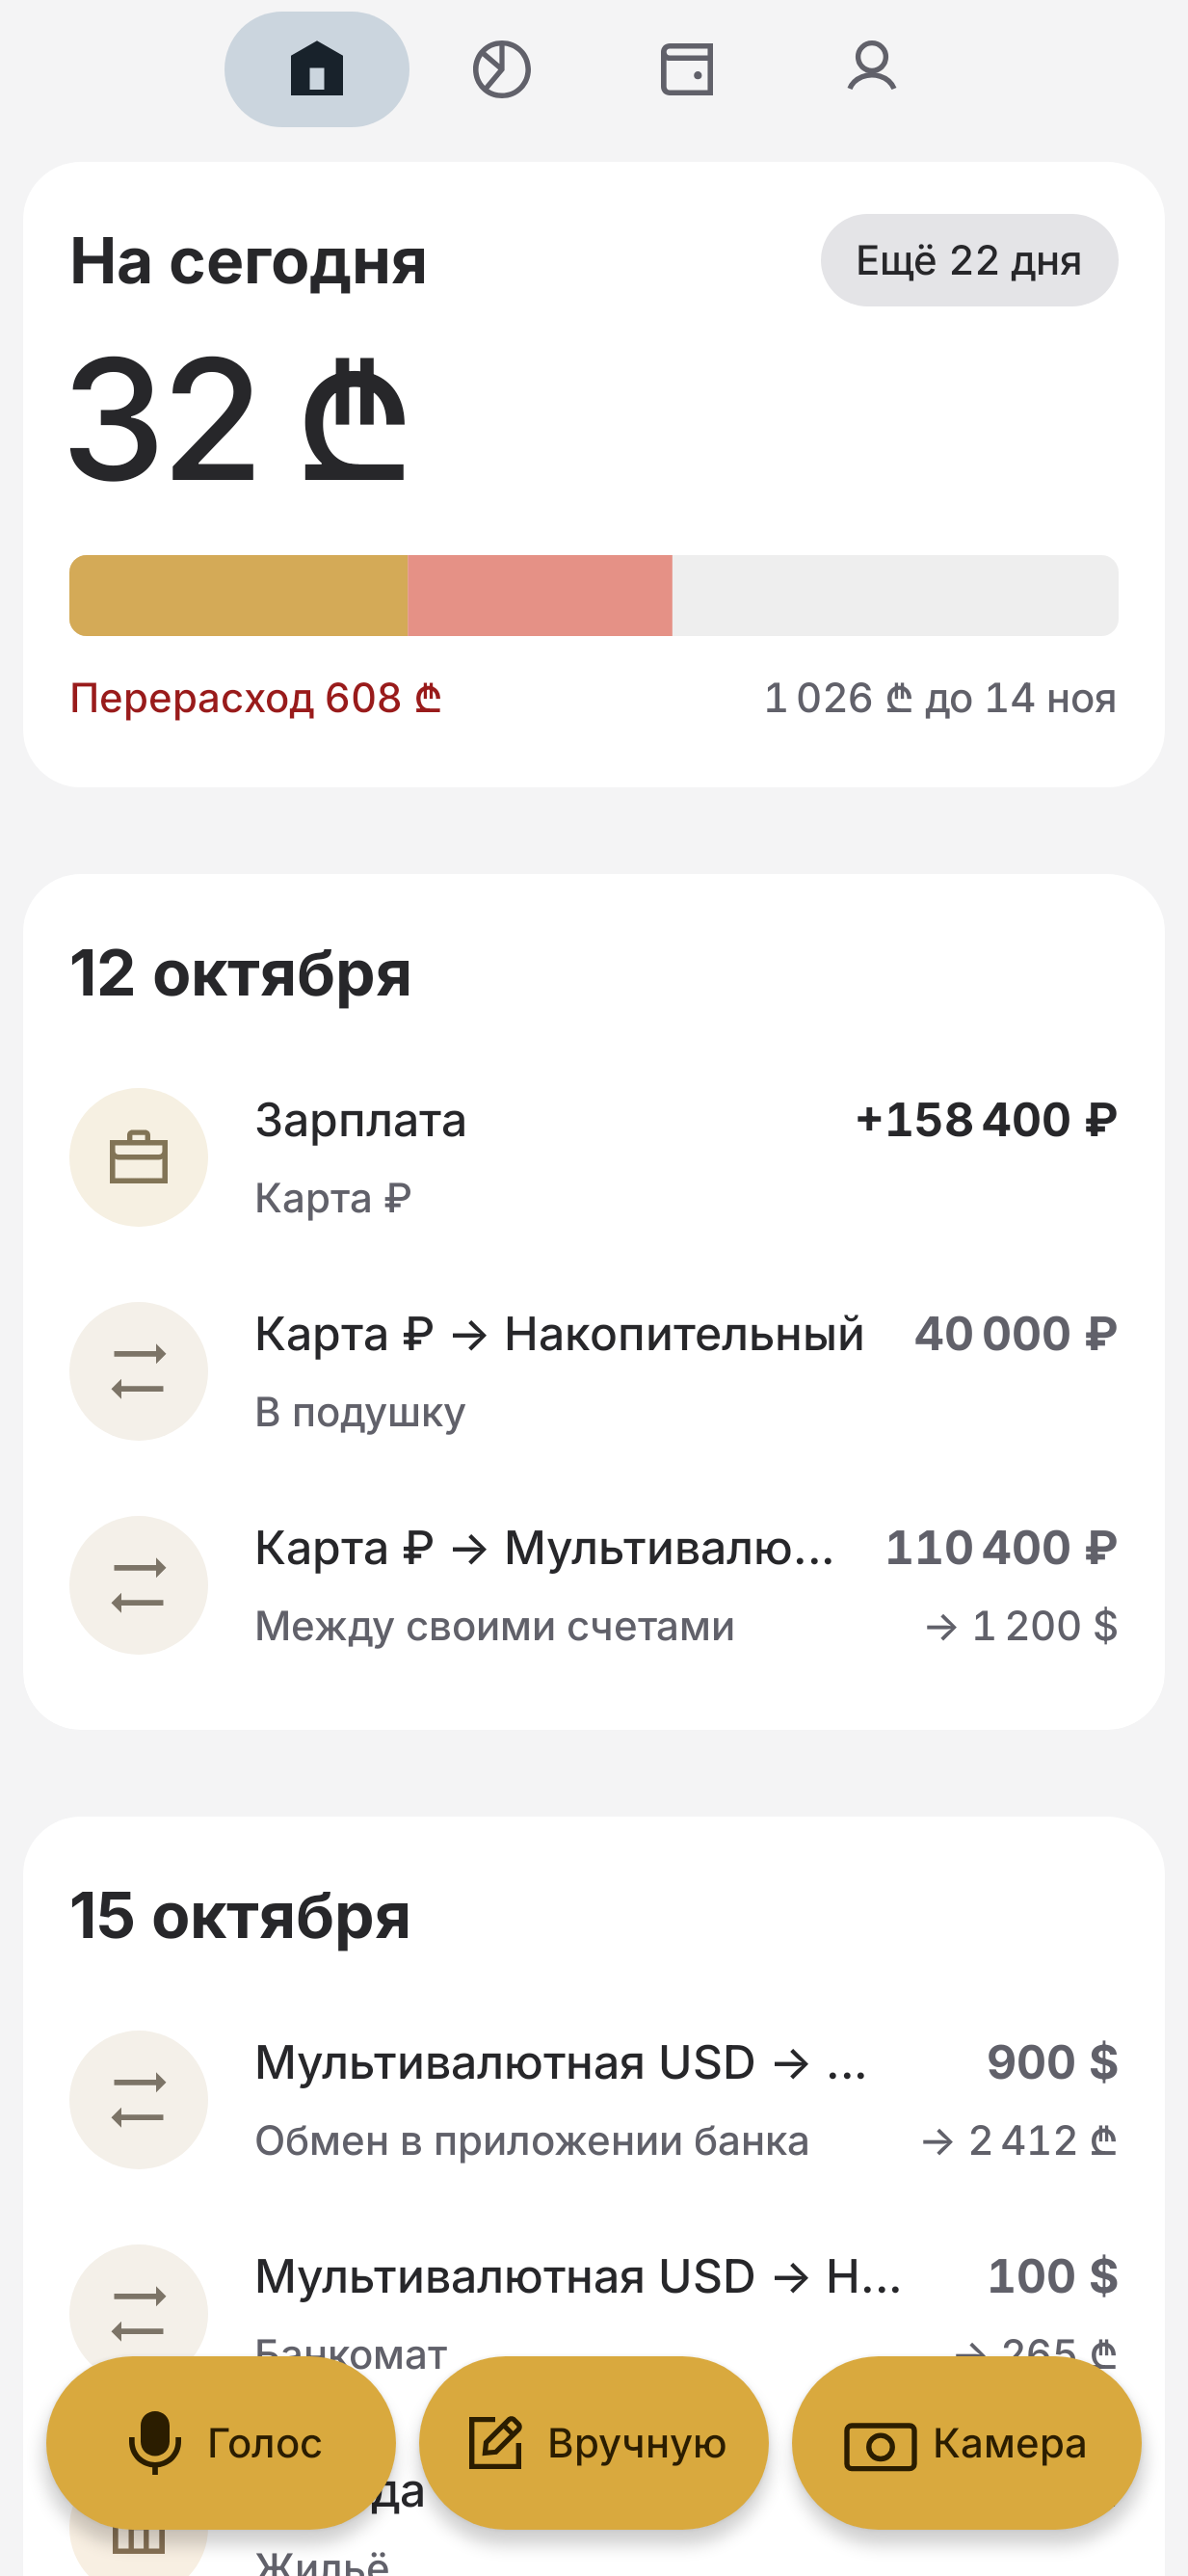 На сегодня
Ещё 22 дня
32 ₾
Перерасход 608 ₾
1 026 ₾ до 14 ноя
12 октября
Зарплата
+158 400 ₽
Карта ₽
Карта ₽ → Накопительный
40 000 ₽
В подушку
Карта ₽ → Мультивалю...
110 400 ₽
Между своими счетами
→ 1 200 $
15 октября
Мультивалютная USD → ...
900 $
Обмен в приложении банка
→ 2 412 ₾
Мультивалютная USD → Н...
100 $
Банкомат
→ 265 ₾
Голос
Вручную
Камера
да
Жильё